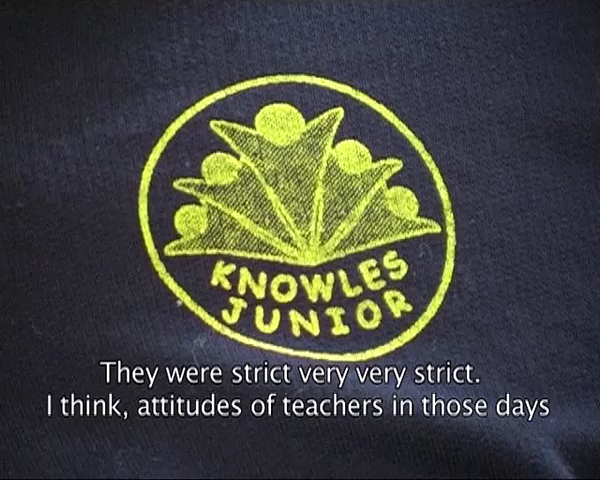 KNOWLES
JUNIOR
They were strict very very strict.
I think, attitudes of teachers in those days